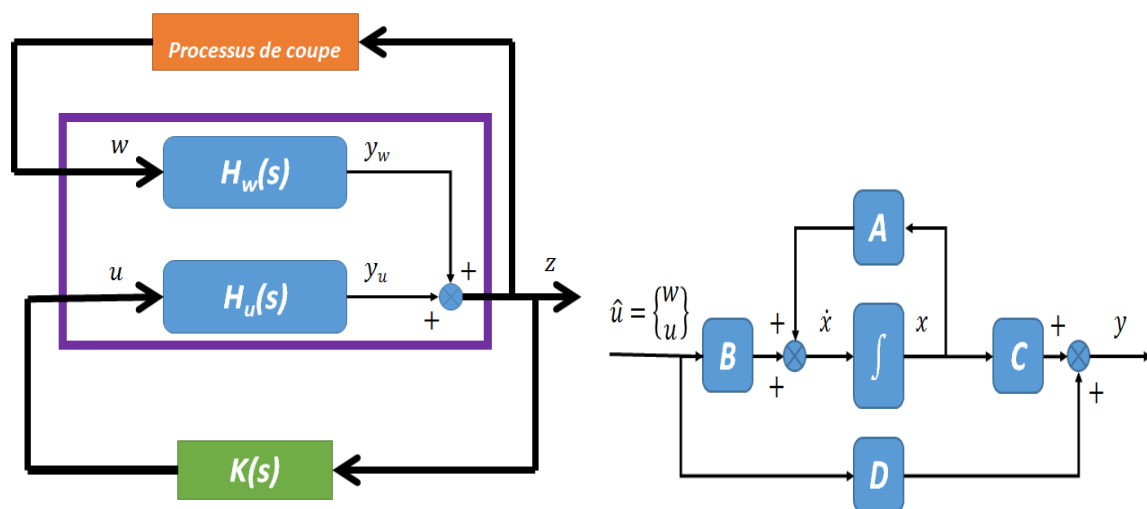 Processus de coupe
w
H_w(s)
y_w
u
H_u(s)
y_u
+
+
z
K(s)
û = {w u}
B
+
+
ẋ
A
∫
x
C
+
+
y
D